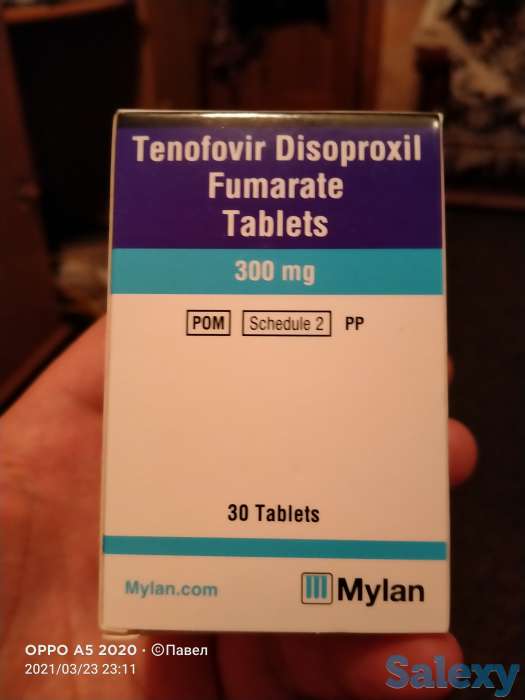 Tenofovir Disoproxil
Fumarate
Tablets
300 mg
POM Schedule 2 PP
30 Tablets
Mylan.com Mylan
OPPO A5 2020 · ©Павел
2021/03/23 23:11
Salexy